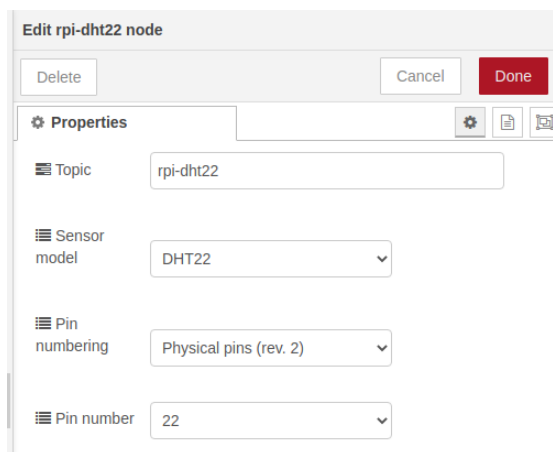 Edit rpi-dht22 node
Delete
Cancel
Done
Properties
Topic
rpi-dht22
Sensor
model
DHT22
Pin
numbering
Physical pins (rev. 2)
Pin number
22